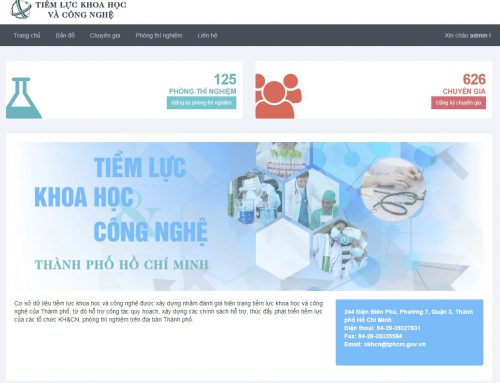 TIỀM LỰC KHOA HỌC
VÀ CÔNG NGHỆ
Trang chủ Bản đồ Chuyên gia Phòng thí nghiệm Liên hệ Xin chào admin !
125
PHÒNG THÍ NGHIỆM
Đăng ký phòng thí nghiệm
626
CHUYÊN GIA
Đăng ký chuyên gia
TIỀM LỰC
KHOA HỌC
&
CÔNG NGHỆ
THÀNH PHỐ HỒ CHÍ MINH
Cơ sở dữ liệu tiềm lực khoa học và công nghệ được xây dựng nhằm đánh giá hiện trạng tiềm lực khoa học và công
nghệ của Thành phố, từ đó hỗ trợ công tác quy hoạch, xây dựng các chính sách hỗ trợ, thúc đẩy phát triển tiềm lực
của các tổ chức KH&CN, phòng thí nghiệm trên địa bàn Thành phố.
244 Điện Biên Phủ, Phường 7, Quận 3, Thành
phố Hồ Chí Minh
Điện thoại: 84-28-39327831
Fax: 84-28-39325584
Email: skhcn@tphcm.gov.vn